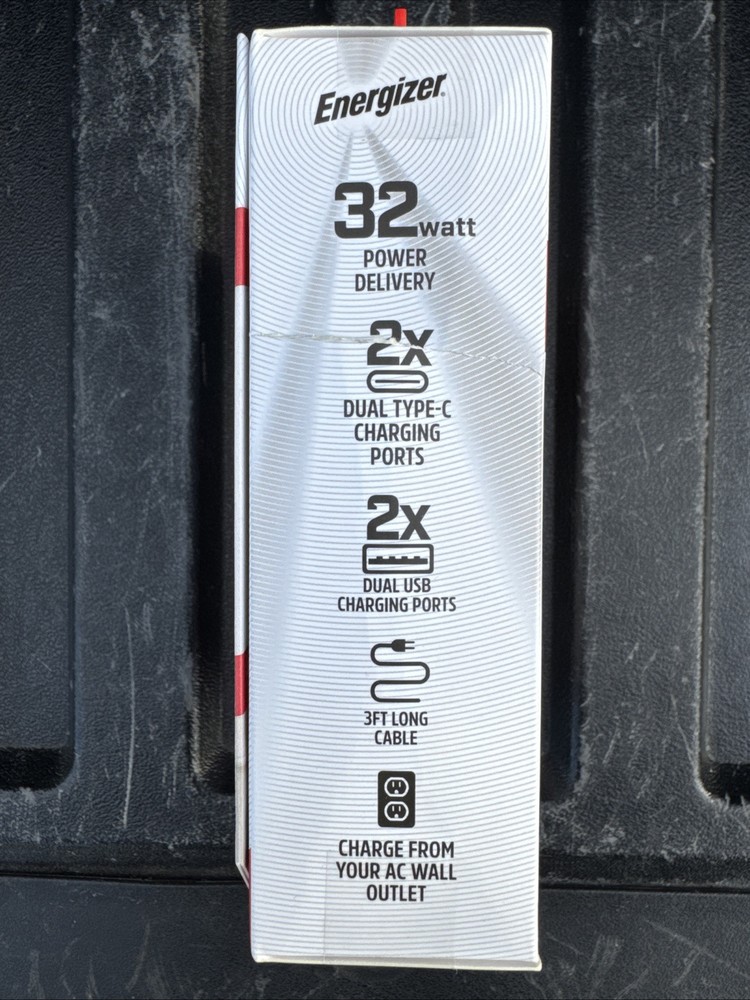 Energizer
32watt
POWER
DELIVERY
2x
DUAL TYPE-C
CHARGING
PORTS
2x
DUAL USB
CHARGING PORTS
3FT LONG
CABLE
CHARGE FROM
YOUR AC WALL
OUTLET